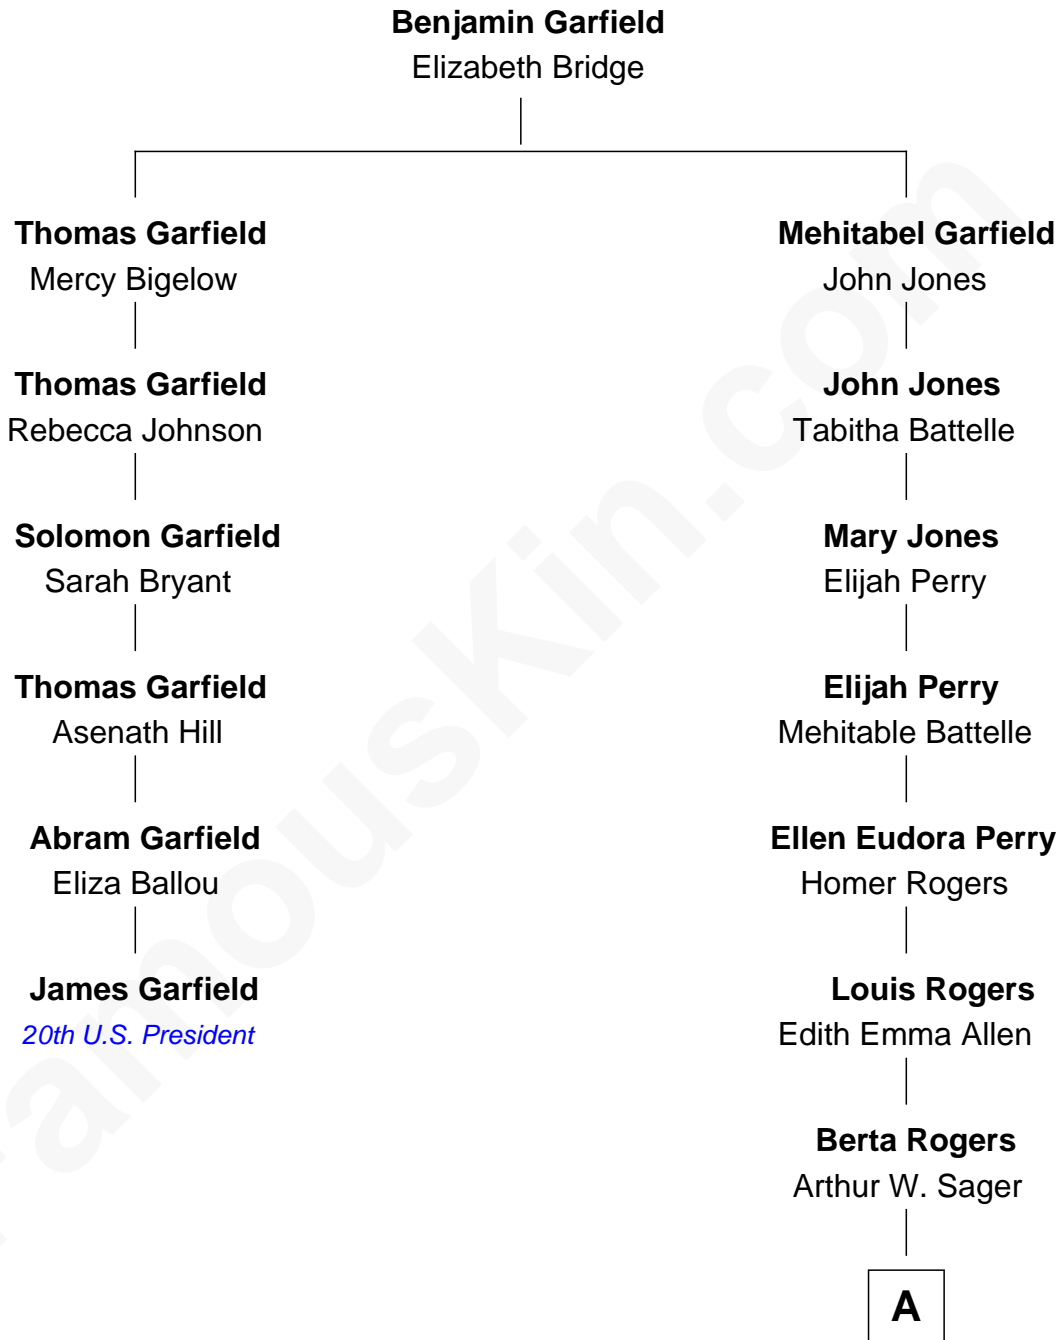 Benjamin Garfield
Elizabeth Bridge
Thomas Garfield
Mercy Bigelow
Mehitabel Garfield
John Jones
Thomas Garfield
Rebecca Johnson
John Jones
Tabitha Battelle
Solomon Garfield
Sarah Bryant
Mary Jones
Elijah Perry
Thomas Garfield
Asenath Hill
Elijah Perry
Mehitable Battelle
Abram Garfield
Eliza Ballou
Ellen Eudora Perry
Homer Rogers
James Garfield
20th U.S. President
Louis Rogers
Edith Emma Allen
Berta Rogers
Arthur W. Sager
A
FamousKin.com